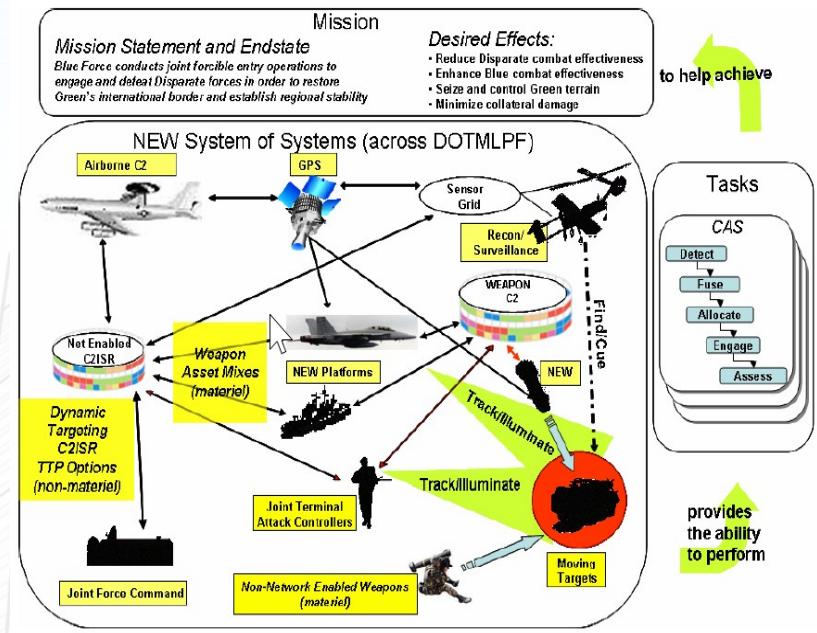 Mission
Mission Statement and Endstate
Blue Force conducts joint forcible entry operations to
engage and defeat Disparate forces in order to restore
Green's international border and establish regional stability
Desired Effects:
• Reduce Disparate combat effectiveness
• Enhance Blue combat effectiveness
• Seize and control Green terrain
• Minimize collateral damage
to help achieve
NEW System of Systems (across DOTMLPF)
Airborne C2
GPS
Sensor
Grid
Recon/
Surveillance
WEAPON
C2
Find/Cue
Not Enabled
C2ISR
Weapon
Asset Mixes
(materiel)
NEW Platforms
NEW
Dynamic
Targeting
C2ISR
TTP Options
(non-materiel)
Track/Illuminate
Track/Illuminate
Joint Terminal
Attack Controllers
Joint Force Command
Non-Network Enabled Weapons
(materiel)
Moving
Targets
Tasks
CAS
Detect
Fuse
Allocate
Engage
Assess
provides
the ability
to perform